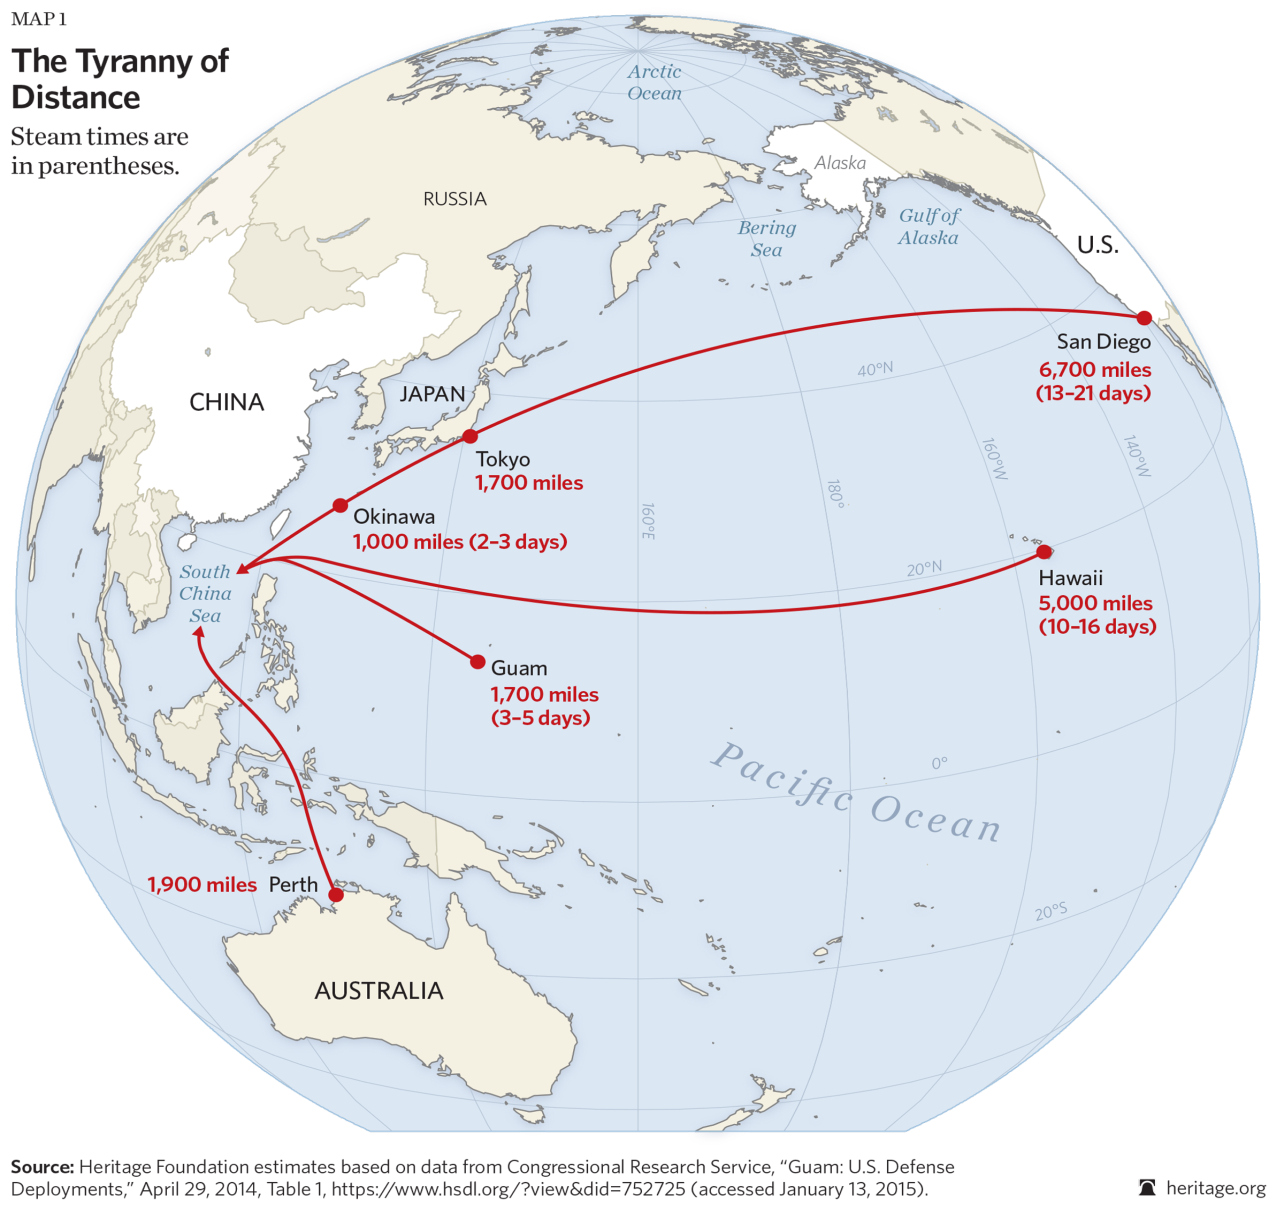 MAP 1
The Tyranny of
Distance
Steam times are
in parentheses.
Arctic
Ocean
Alaska
RUSSIA
Bering
Sea
Gulf of
Alaska
U.S.
San Diego
6,700 miles
(13–21 days)
40°N
CHINA
JAPAN
Tokyo
1,700 miles
160°W
140°W
180°
160°E
Okinawa
1,000 miles (2–3 days)
South
China
Sea
20°N
Hawaii
5,000 miles
(10–16 days)
Guam
1,700 miles
(3–5 days)
Pacific Ocean
0°
1,900 miles Perth
20°S
AUSTRALIA
Source: Heritage Foundation estimates based on data from Congressional Research Service, “Guam: U.S. Defense
Deployments,” April 29, 2014, Table 1, https://www.hsdl.org/?view&did=752725 (accessed January 13, 2015).
heritage.org